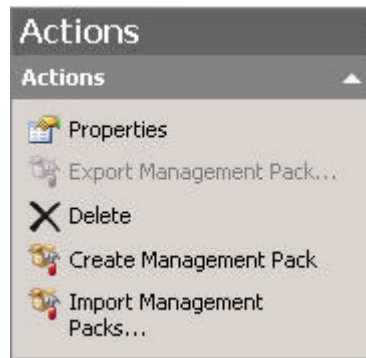 Actions
Actions
Properties
Export Management Pack...
Delete
Create Management Pack
Import Management
Packs...